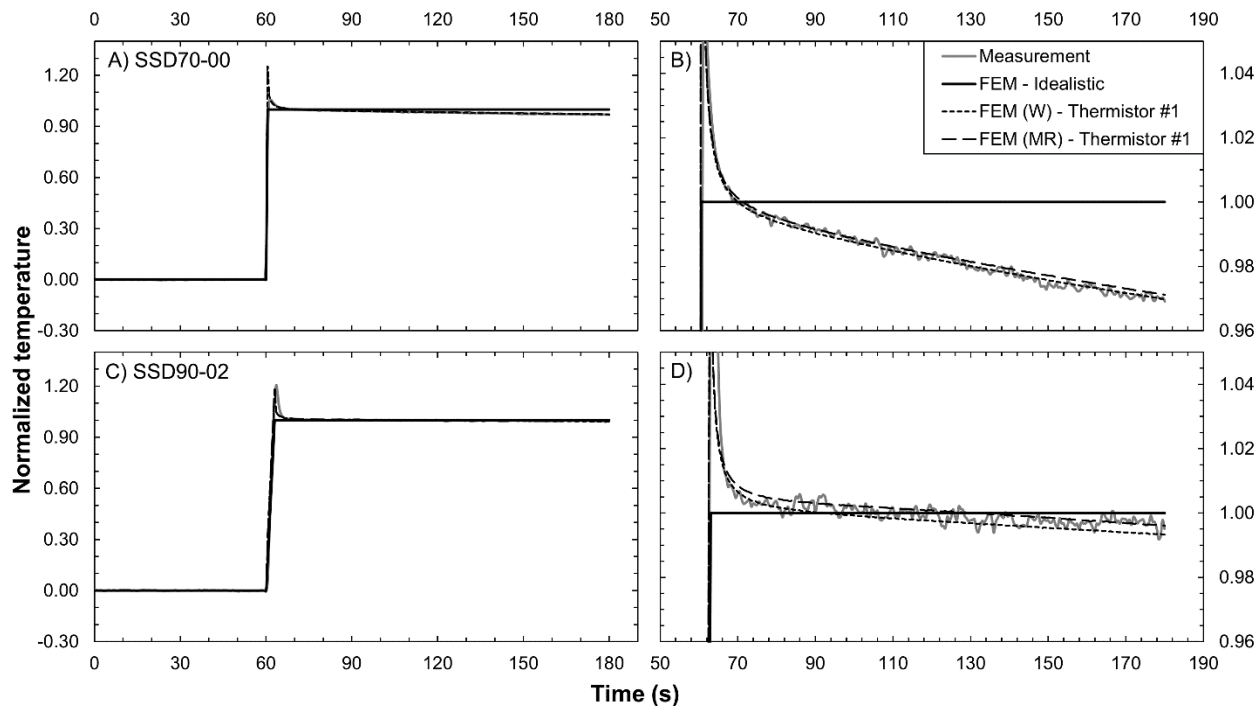 50 70 90 110 130 150 170 190
0 30 60 90 120 150 180
A) SSD70-00
1.20
0.90
0.60
0.30
0.00
-0.30
B)
Measurement
FEM - Idealistic
FEM (W) - Thermistor #1
FEM (MR) - Thermistor #1
1.04
1.02
1.00
0.98
0.96
Normalized temperature
C) SSD90-02
1.20
0.90
0.60
0.30
0.00
-0.30
D)
1.04
1.02
1.00
0.98
0.96
0 30 60 90 120 150 180
50 70 90 110 130 150 170 190
Time (s)